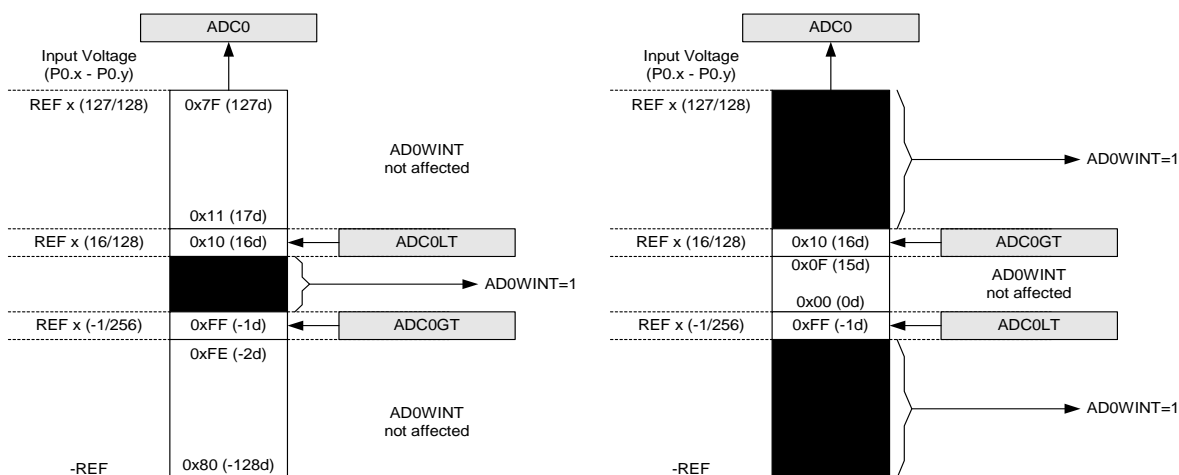 ADC0
Input Voltage
(P0.x - P0.y)
REF x (127/128)
0x7F (127d)
AD0WINT
not affected
0x11 (17d)
REF x (16/128)
0x10 (16d)
ADC0LT
AD0WINT=1
REF x (-1/256)
0xFF (-1d)
ADC0GT
0xFE (-2d)
AD0WINT
not affected
-REF
0x80 (-128d)
ADC0
Input Voltage
(P0.x - P0.y)
REF x (127/128)
AD0WINT=1
REF x (16/128)
0x10 (16d)
ADC0GT
0x0F (15d)
AD0WINT
not affected
0x00 (0d)
REF x (-1/256)
0xFF (-1d)
ADC0LT
AD0WINT=1
-REF